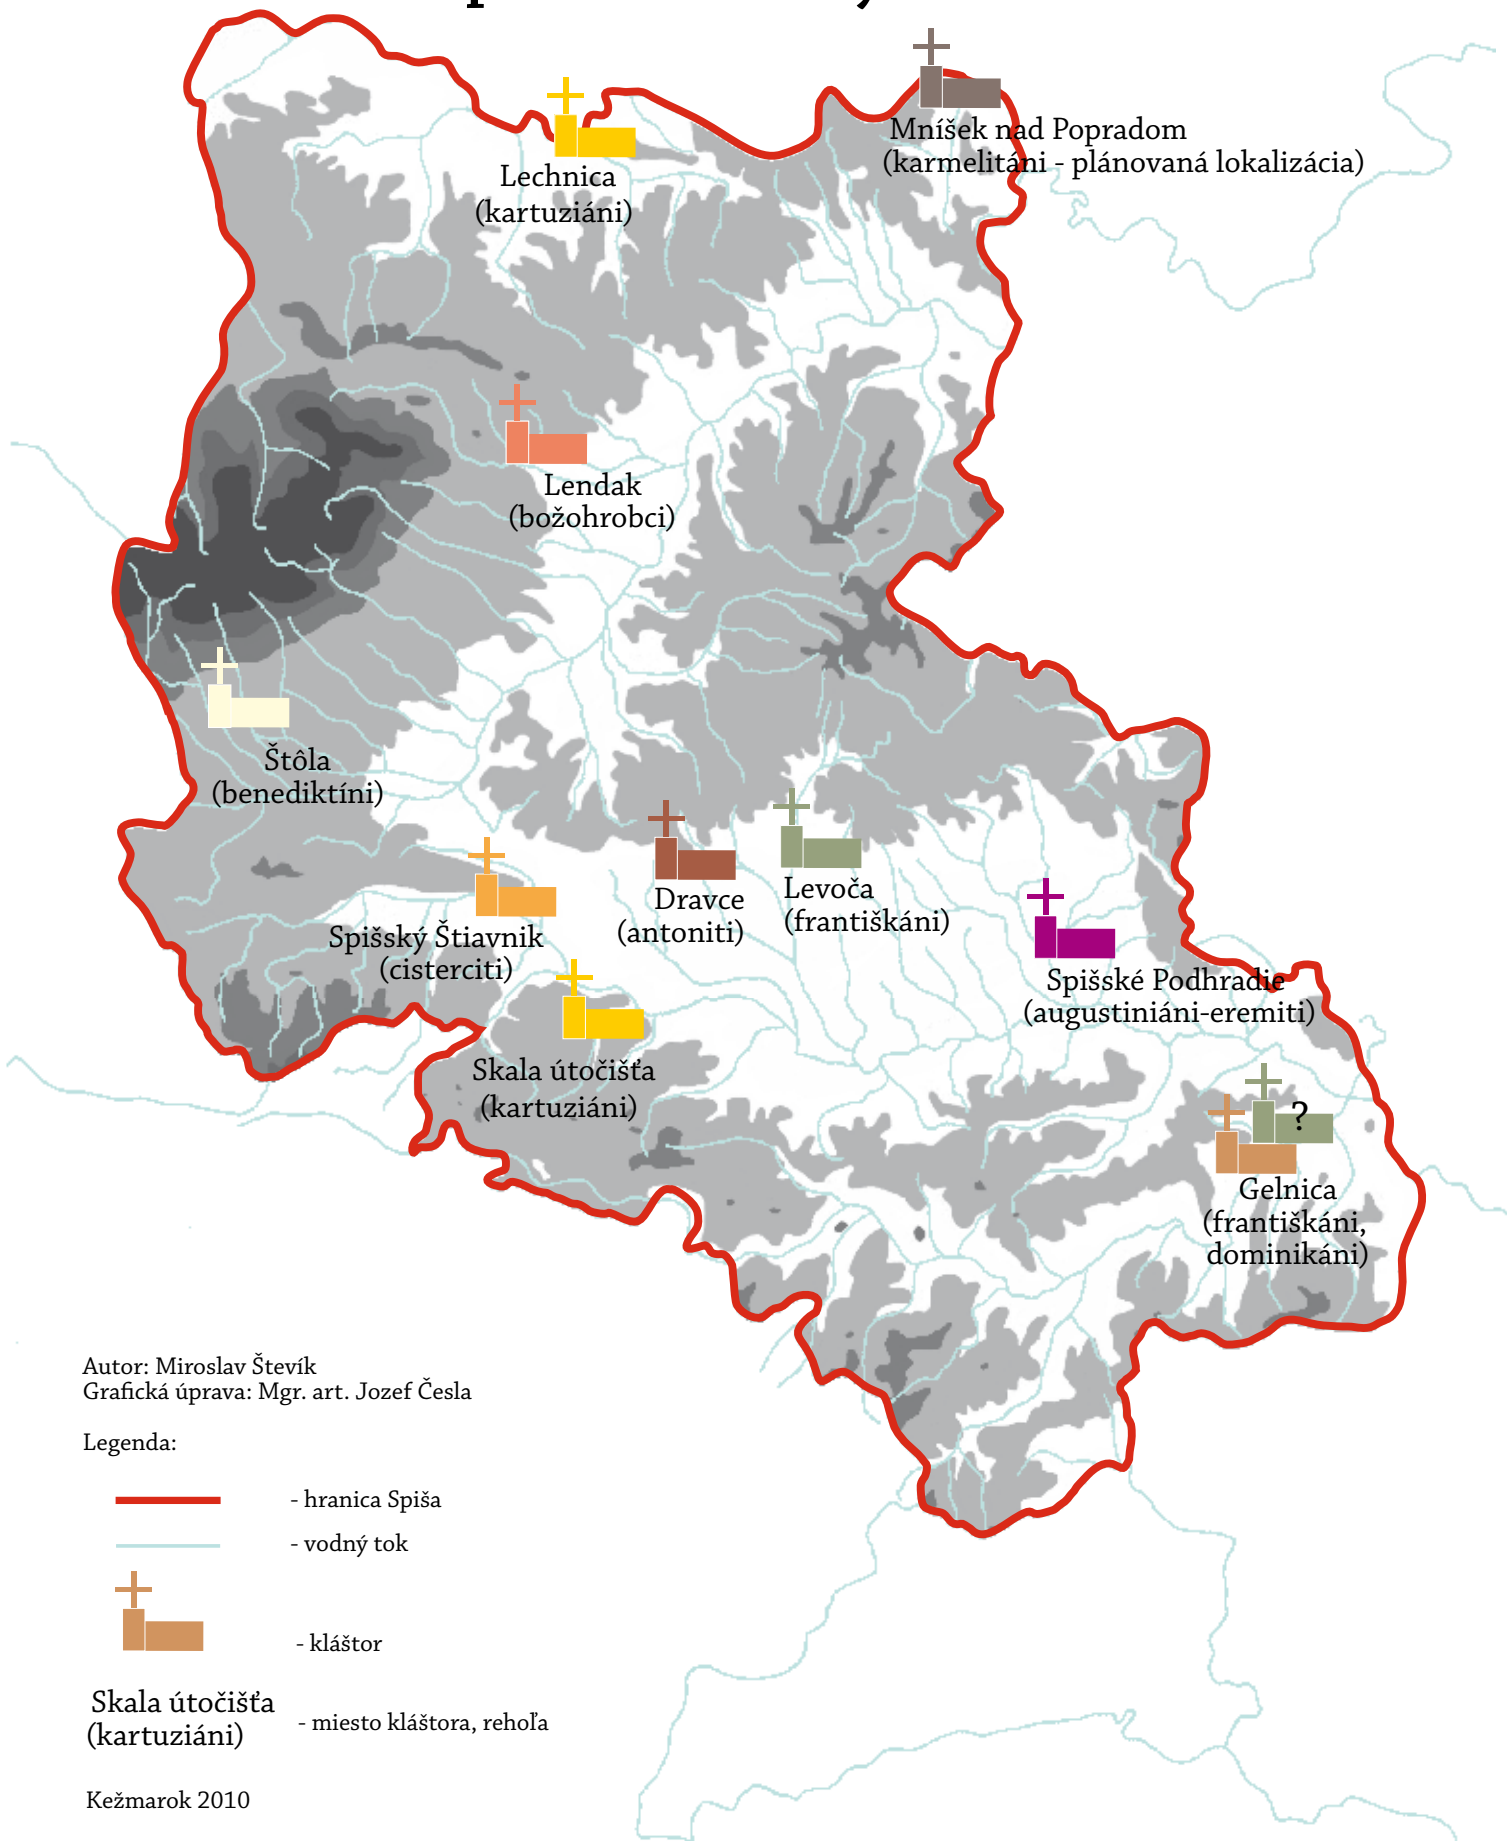 Mníšek nad Popradom
(karmelitáni - plánovaná lokalizácia)
Lechnica
(kartuziáni)
Lendak
(božohrobci)
Štôla
(benediktíni)
Dravce
(antoniti)
Levoča
(františkáni)
Spišský Štiavnik
(cisterciti)
Spišské Podhradie
(augustiniáni-eremiti)
Skala útočišťa
(kartuziáni)
?
Gelnica
(františkáni,
dominikáni)
Autor: Miroslav Števík
Grafická úprava: Mgr. art. Jozef Česla
Legenda:
- hranica Spiša
- vodný tok
- kláštor
Skala útočišťa
(kartuziáni)
- miesto kláštora, rehoľa
Kežmarok 2010